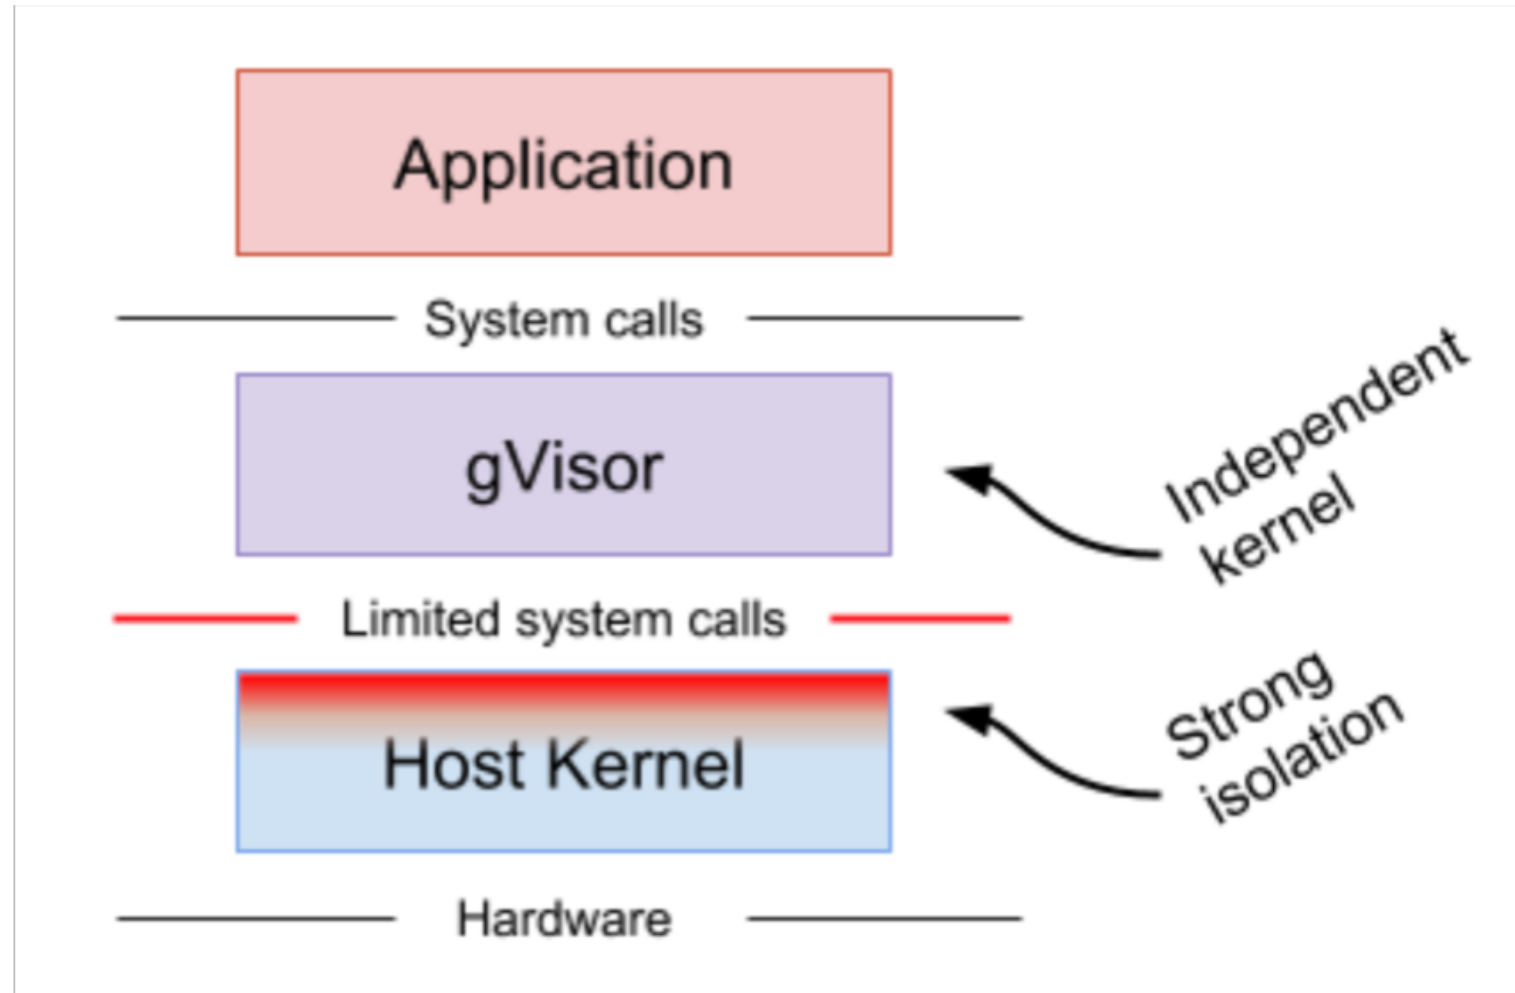 Application
System calls
gVisor
Independent
kernel
Limited system calls
Strong
isolation
Host Kernel
Hardware